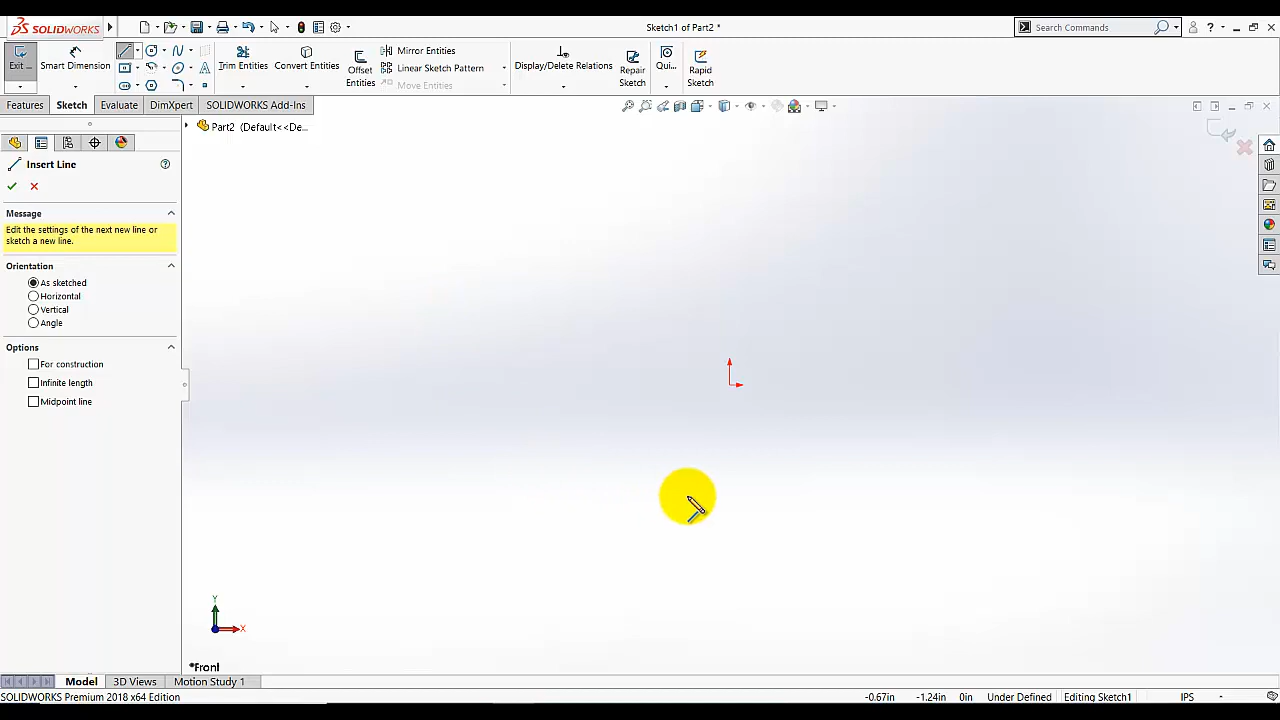 SOLIDWORKS
Sketch1 of Part2 *
Search Commands
?
Exit ...
Smart Dimension
Trim Entities
Convert Entities
Offset Entities
Mirror Entities
Linear Sketch Pattern
Move Entities
Display/Delete Relations
Repair Sketch
Qui...
Rapid Sketch
Features
Sketch
Evaluate
DimXpert
SOLIDWORKS Add-Ins
Part2 (Default<<De...
Insert Line
?
Message
Edit the settings of the next new line or
sketch a new line.
Orientation
As sketched
Horizontal
Vertical
Angle
Options
For construction
Infinite length
Midpoint line
Y
X
*Front
Model
3D Views
Motion Study 1
SOLIDWORKS Premium 2018 x64 Edition
-0.67in
-1.24in
0in
Under Defined
Editing Sketch1
IPS